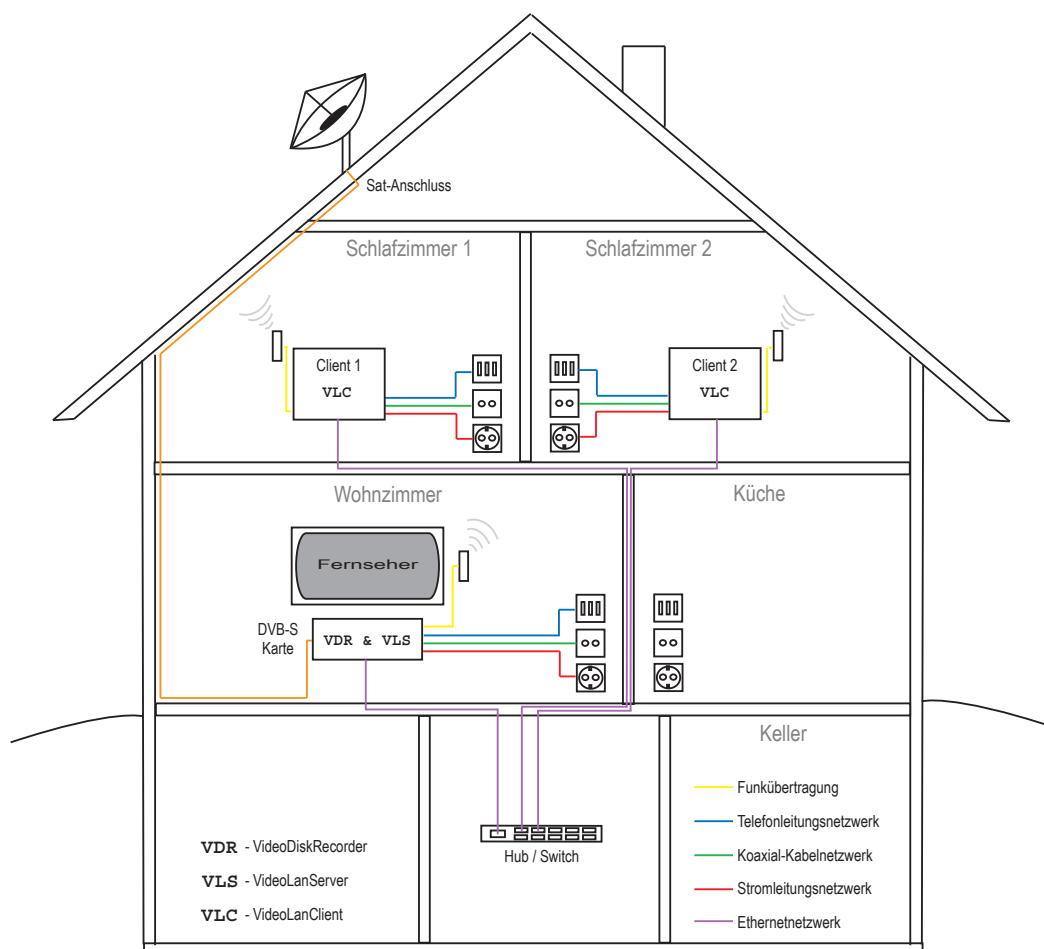 Sat-Anschluss
Schlafzimmer 1
Schlafzimmer 2
Client 1
VLC
Client 2
VLC
Wohnzimmer
Küche
Fernseher
DVB-S
Karte
VDR & VLS
Keller
Funkübertragung
Telefonleitungsnetzwerk
Koaxial-Kabelnetzwerk
Stromleitungsnetzwerk
Ethernetnetzwerk
Hub / Switch
VDR - VideoDiskRecorder
VLS - VideoLanServer
VLC - VideoLanClient